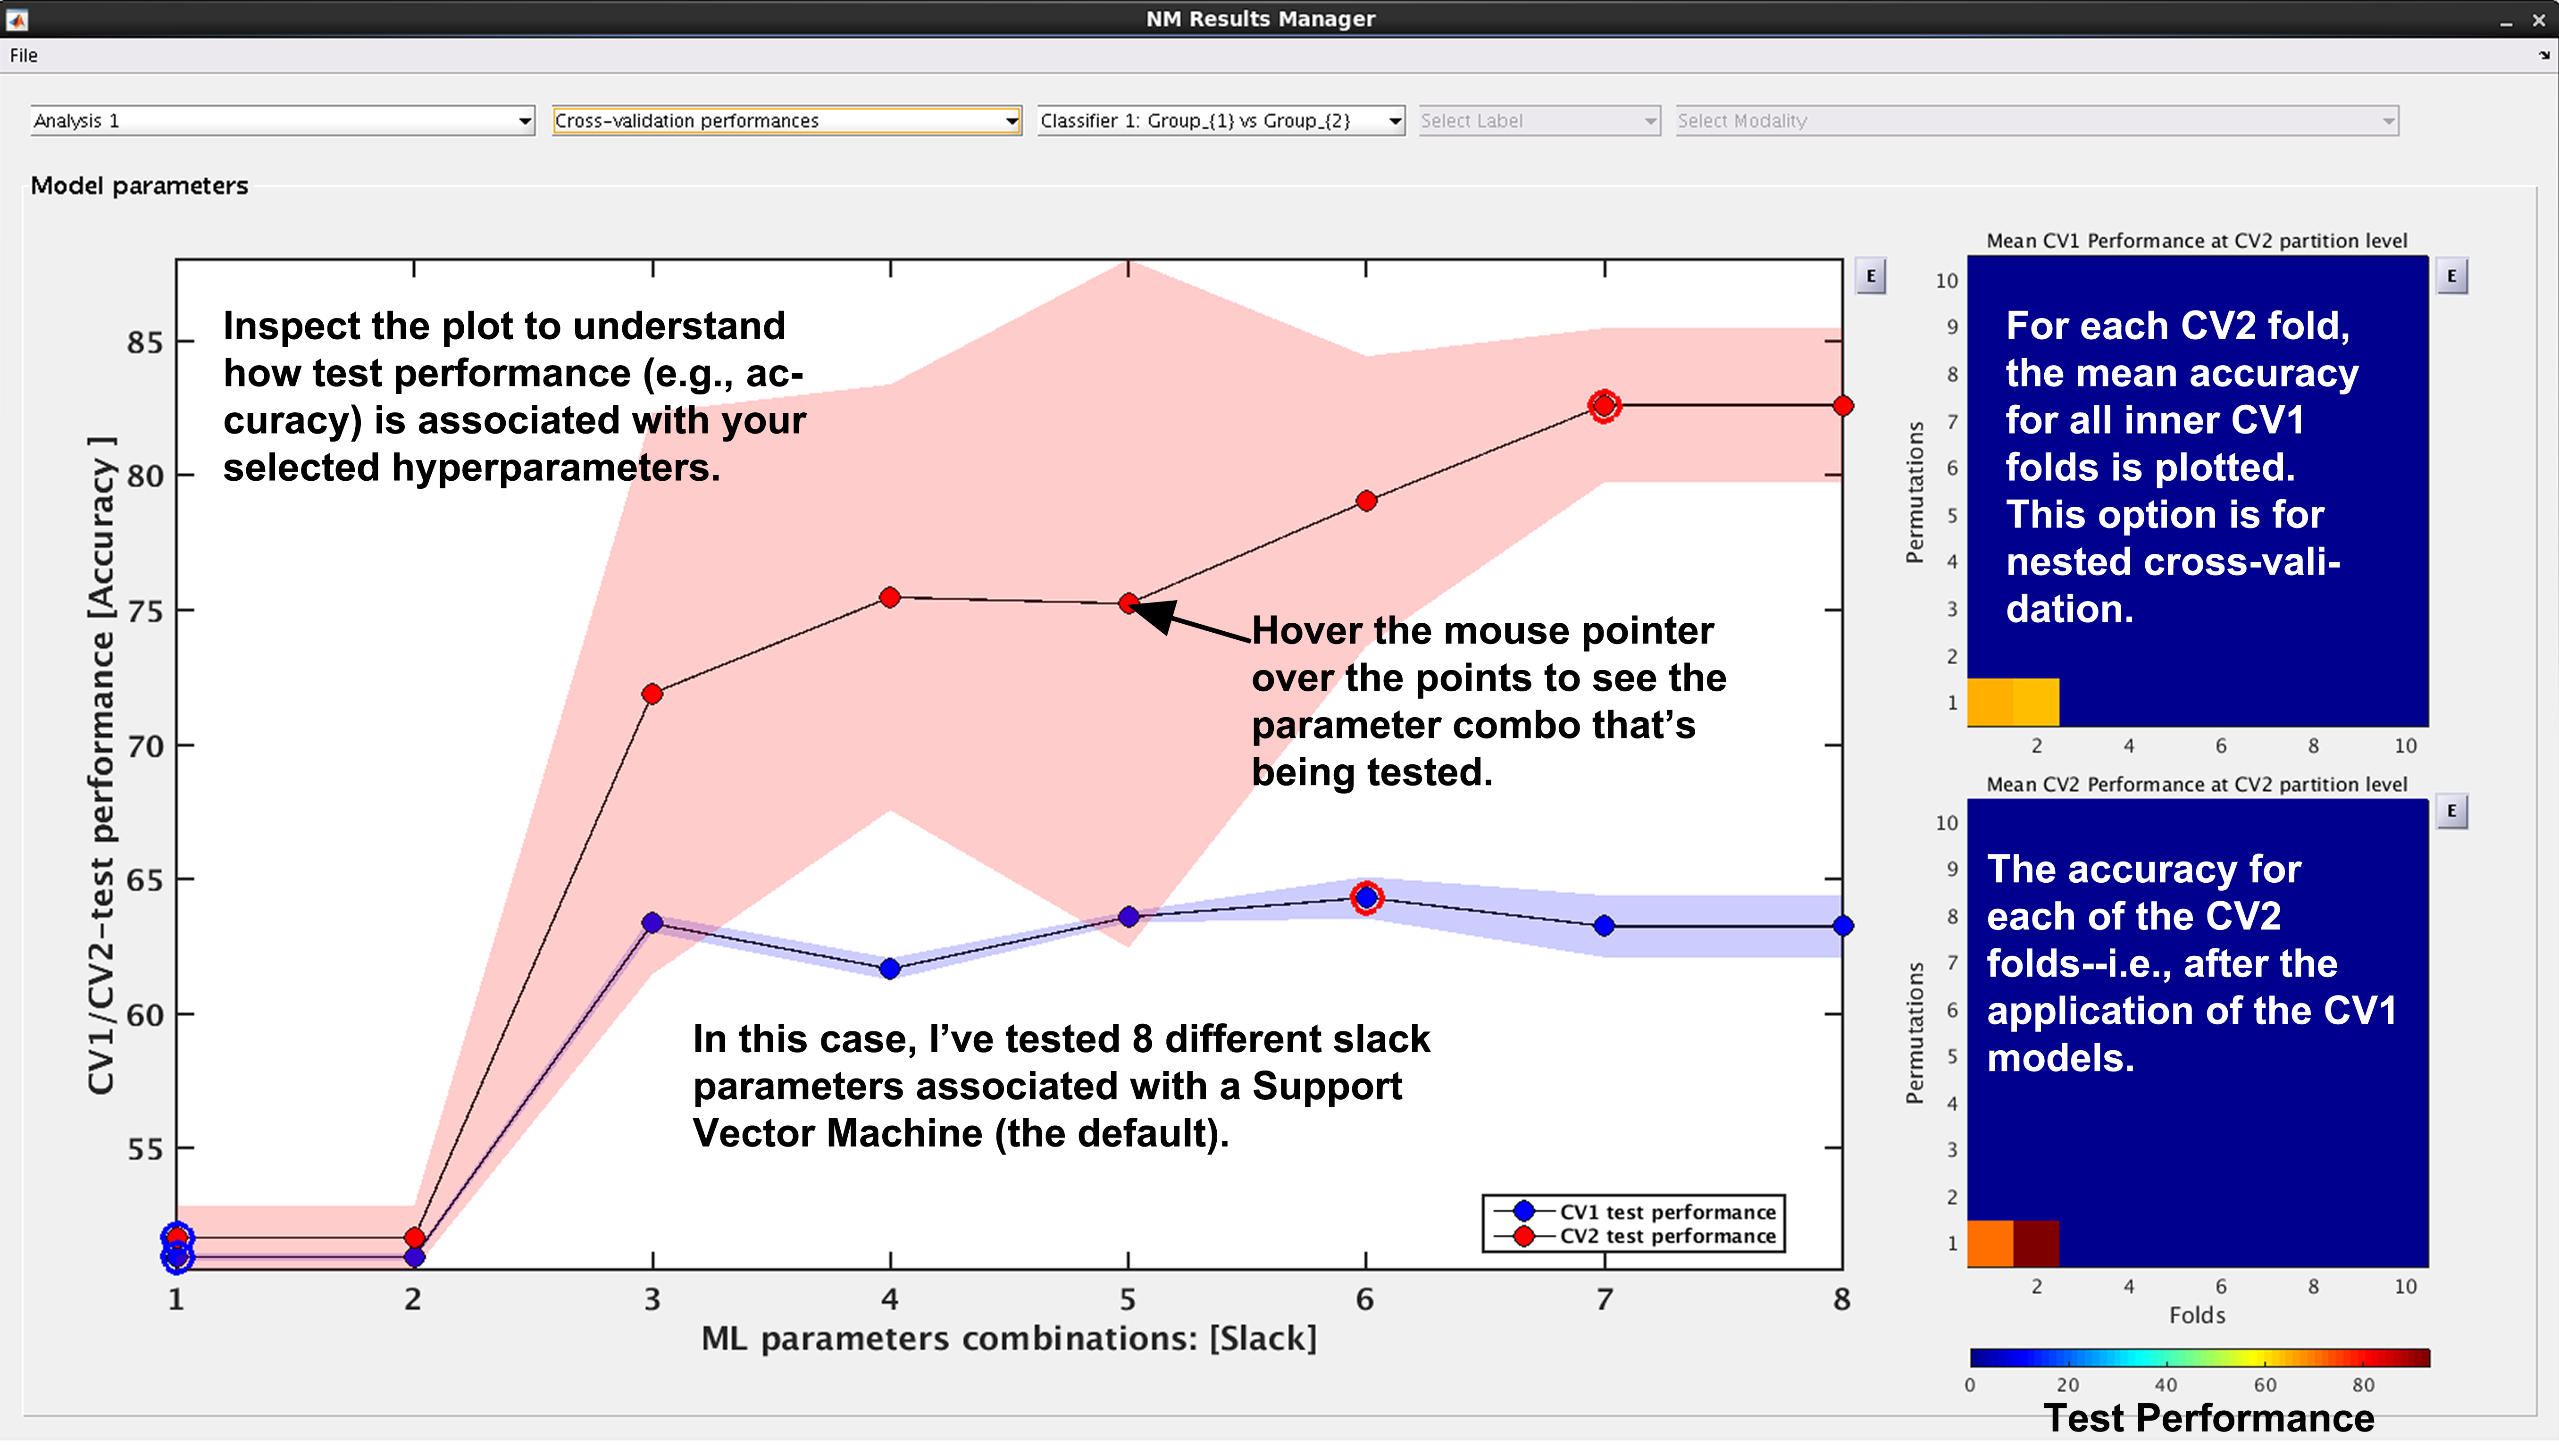 NM Results Manager
File
Analysis 1
Cross-validation performances
Classifier 1: Group_{1} vs Group_{2}
Select Label
Select Modality
Model parameters
CV1/CV2-test performance [Accuracy ]
85
80
75
70
65
60
55
Inspect the plot to understand
how test performance (e.g., ac-
curacy) is associated with your
selected hyperparameters.
Hover the mouse pointer
over the points to see the
parameter combo that’s
being tested.
In this case, I’ve tested 8 different slack
parameters associated with a Support
Vector Machine (the default).
CV1 test performance
CV2 test performance
1 2 3 4 5 6 7 8
ML parameters combinations: [Slack]
E
Mean CV1 Performance at CV2 partition level
E
Permutations
10
9
8
7
6
5
4
3
2
1
For each CV2 fold,
the mean accuracy
for all inner CV1
folds is plotted.
This option is for
nested cross-vali-
dation.
2 4 6 8 10
Mean CV2 Performance at CV2 partition level
E
Permutations
10
9
8
7
6
5
4
3
2
1
The accuracy for
each of the CV2
folds--i.e., after the
application of the CV1
models.
2 4 6 8 10
Folds
0 20 40 60 80
Test Performance